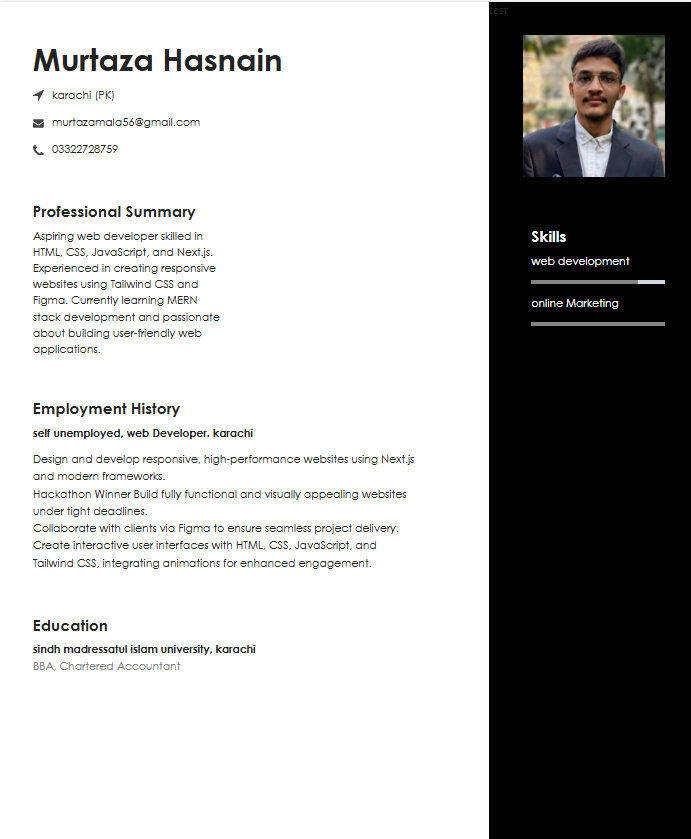 Murtaza Hasnain
karachi (PK)
murtazamala56@gmail.com
03322728759
Professional Summary
Aspiring web developer skilled in
HTML, CSS, JavaScript, and Next.js.
Experienced in creating responsive
websites using Tailwind CSS and
Figma. Currently learning MERN
stack development and passionate
about building user-friendly web
applications.
Employment History
self unemployed, web Developer. karachi
Design and develop responsive, high-performance websites using Next.js
and modern frameworks.
Hackathon Winner Build fully functional and visually appealing websites
under tight deadlines.
Collaborate with clients via Figma to ensure seamless project delivery.
Create interactive user interfaces with HTML, CSS, JavaScript, and
Tailwind CSS, integrating animations for enhanced engagement.
Education
sindh madressatul islam university, karachi
BBA, Chartered Accountant
test
Skills
web development
online Marketing